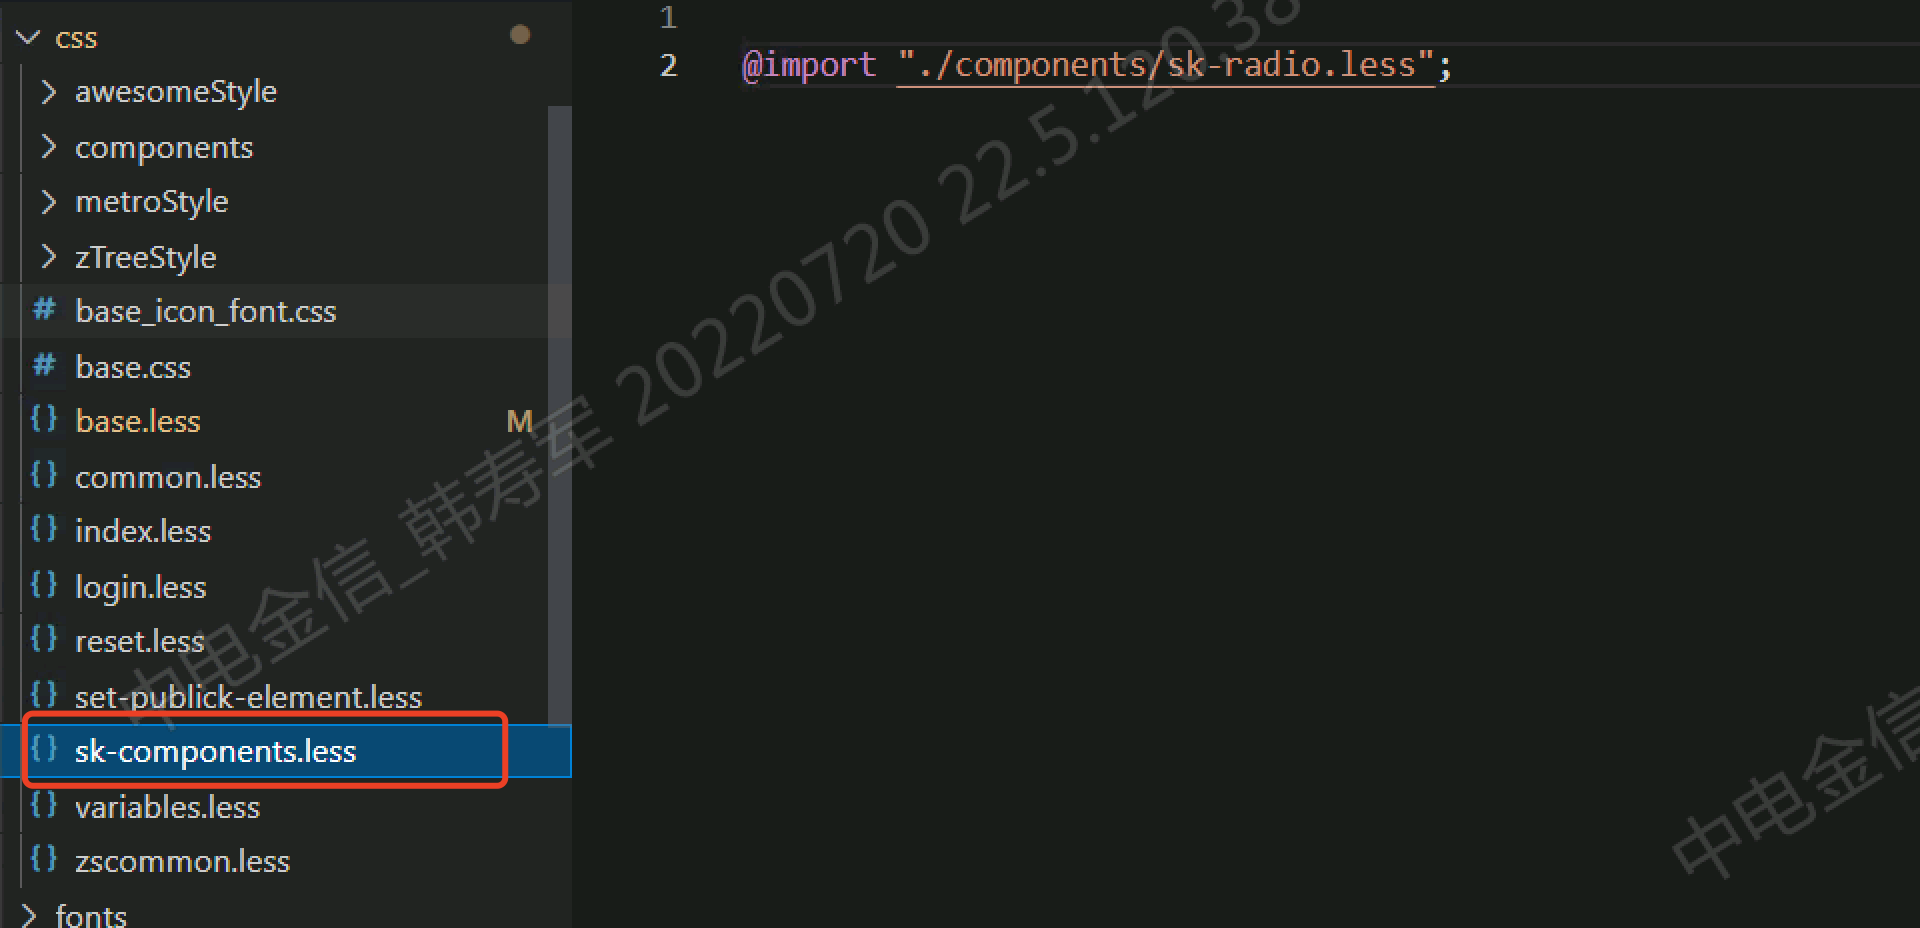 css
awesomeStyle
components
metroStyle
zTreeStyle
# base_icon_font.css
# base.css
{} base.less M
{} common.less
{} index.less
{} login.less
{} reset.less
{} set-publick-element.less
{} sk-components.less
{} variables.less
{} zscommon.less
fonts
1
2 @import "./components/sk-radio.less";
中电金信_韩寿军 20220720 22.5.120.38
中电金信